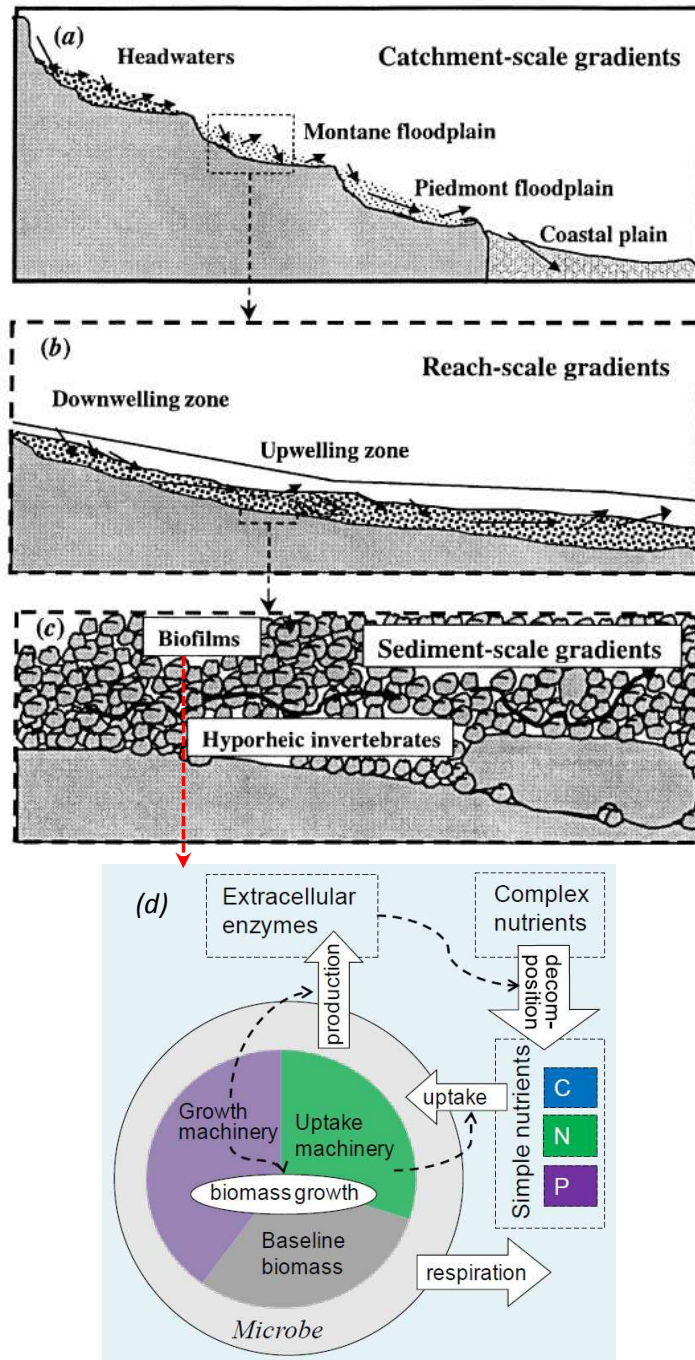 (a)
Headwaters
Catchment-scale gradients
Montane floodplain
Piedmont floodplain
Coastal plain
(b)
Reach-scale gradients
Downwelling zone
Upwelling zone
(c)
Biofilms
Sediment-scale gradients
Hyporheic invertebrates
(d)
Extracellular
enzymes
Complex
nutrients
production
decom-
position
Growth
machinery
Uptake
machinery
uptake
Simple nutrients
C
N
P
biomass growth
Baseline
biomass
respiration
Microbe